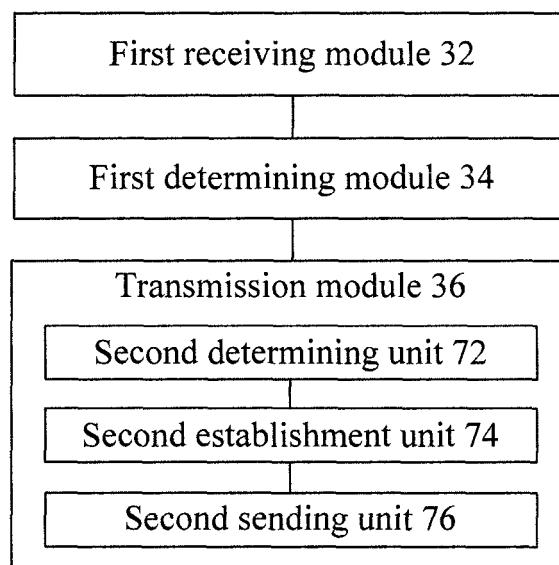 First receiving module 32
First determining module 34
Transmission module 36
Second determining unit 72
Second establishment unit 74
Second sending unit 76